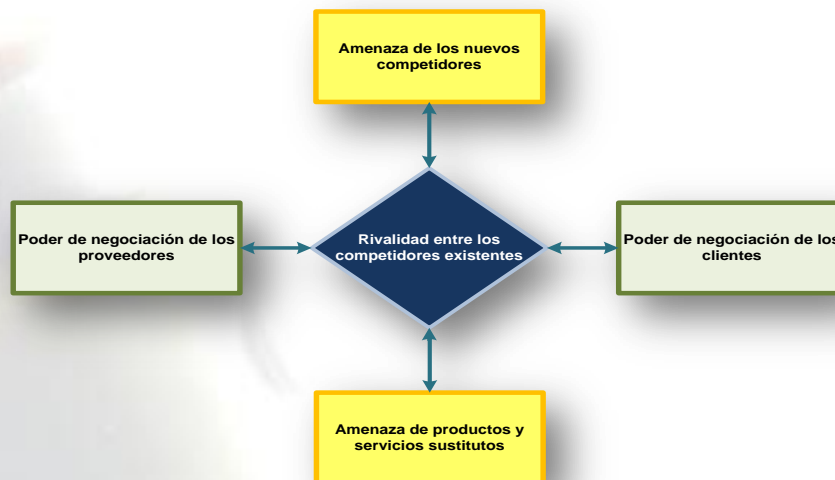 Amenaza de los nuevos
competidores
Poder de negociación de los
proveedores
Rivalidad entre los
competidores existentes
Poder de negociación de los
clientes
Amenaza de productos y
servicios sustitutos